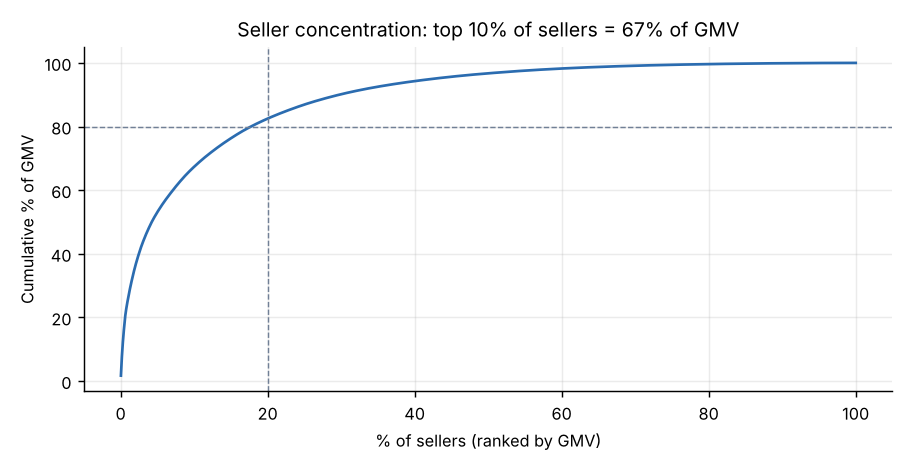 Seller concentration: top 10% of sellers = 67% of GMV
Cumulative % of GMV
100
80
60
40
20
0
0 20 40 60 80 100
% of sellers (ranked by GMV)